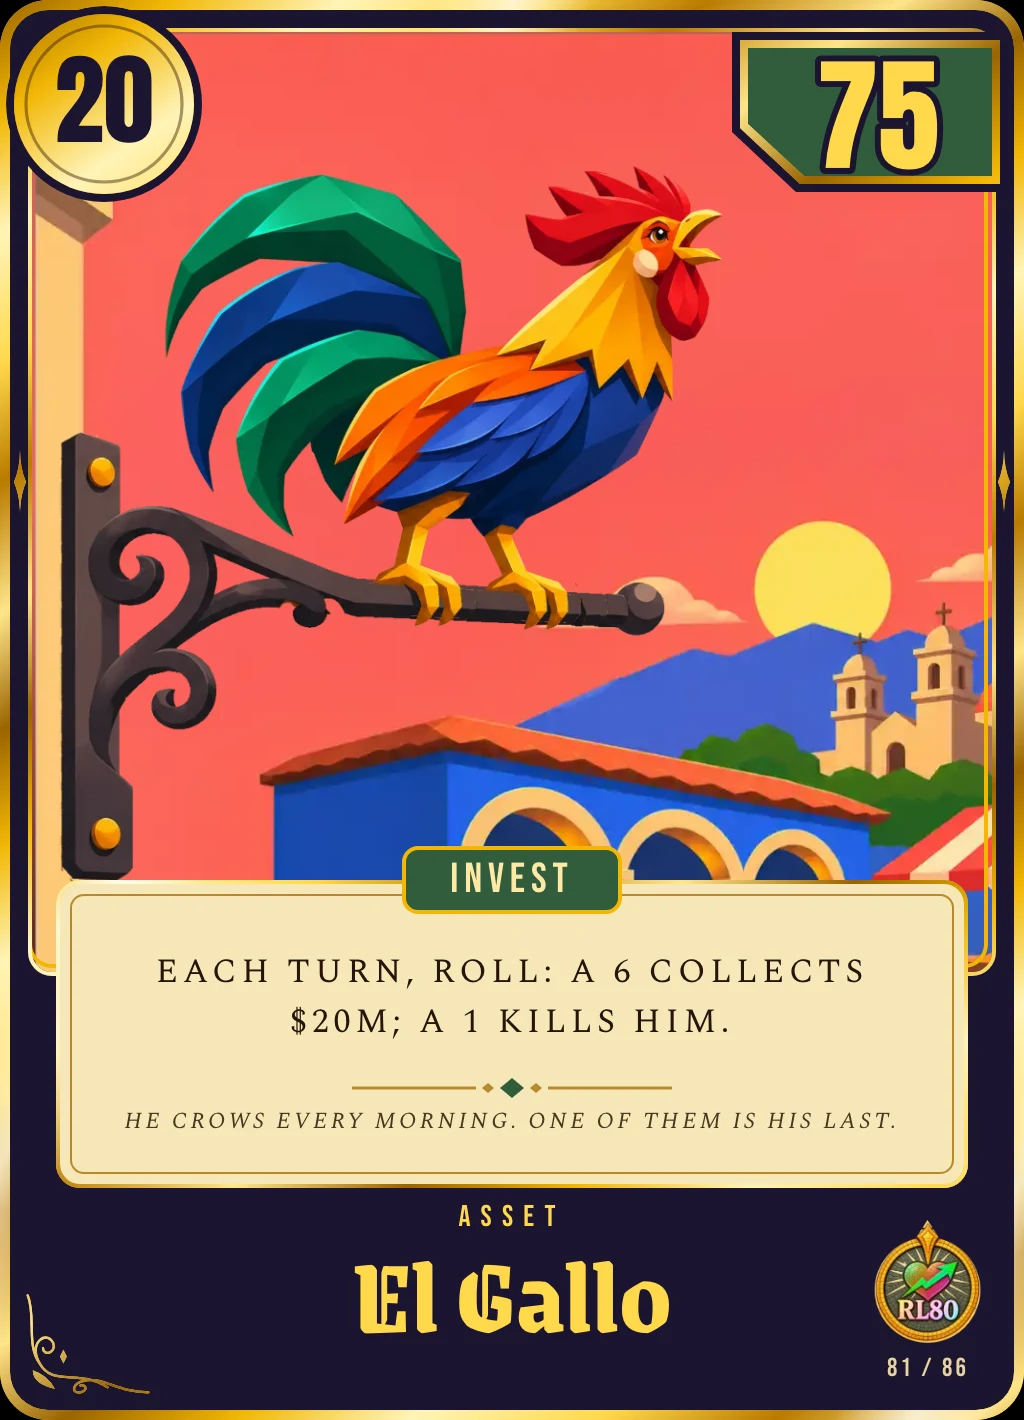 20
75
INVEST
EACH TURN, ROLL: A 6 COLLECTS
$20M; A 1 KILLS HIM.
HE CROWS EVERY MORNING. ONE OF THEM IS HIS LAST.
ASSET
El Gallo
RL80
81 / 86